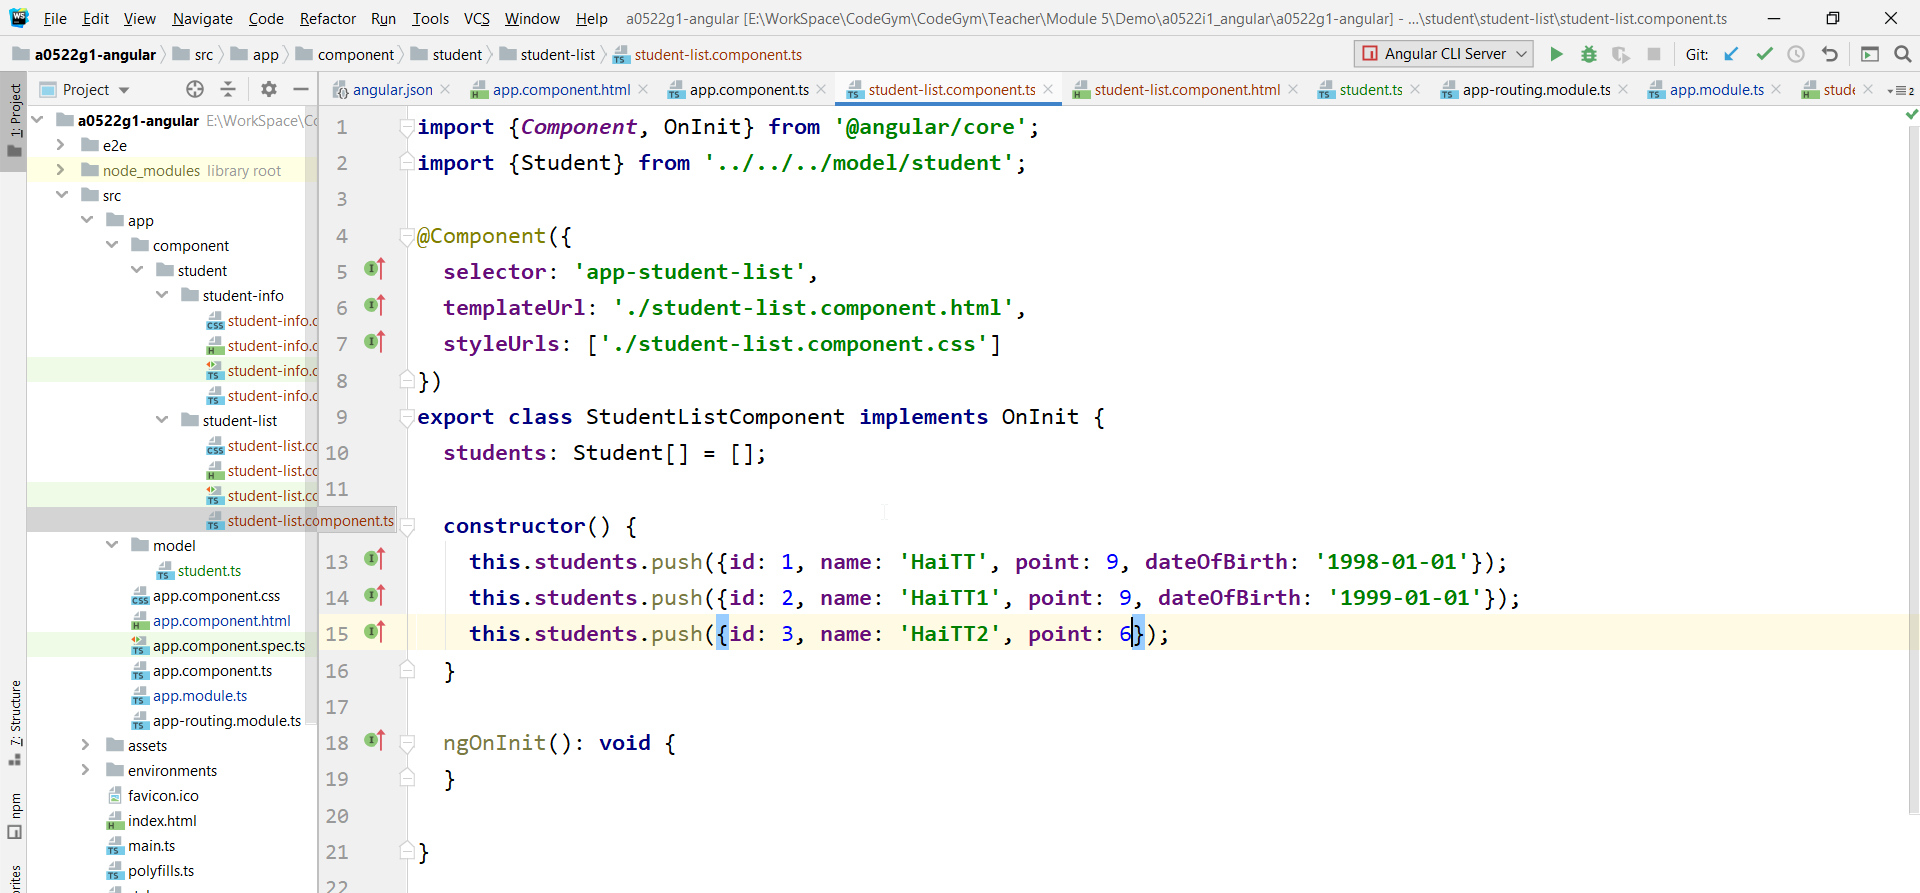 File Edit View Navigate Code Refactor Run Tools VCS Window Help a0522g1-angular [E:\WorkSpace\CodeGym\CodeGym\Teacher\Module 5\Demo\a0522i1_angular\a0522g1-angular] - ...\student\student-list\student-list.component.ts
a0522g1-angular src app component student student-list student-list.component.ts Angular CLI Server Git:
Project angular.json app.component.html app.component.ts student-list.component.ts student-list.component.html student.ts app-routing.module.ts app.module.ts stude 2
1: Project
7: Structure
npm
a0522g1-angular E:\WorkSpace\Co
e2e
node_modules library root
src
app
component
student
student-info
student-info.c
student-info.c
student-info.c
student-info.c
student-list
student-list.co
student-list.co
student-list.co
student-list.component.ts
model
student.ts
app.component.css
app.component.html
app.component.spec.ts
app.component.ts
app.module.ts
app-routing.module.ts
assets
environments
favicon.ico
index.html
main.ts
polyfills.ts
1 import {Component, OnInit} from '@angular/core';
2 import {Student} from '../../../model/student';
3
4 @Component({
5 selector: 'app-student-list',
6 templateUrl: './student-list.component.html',
7 styleUrls: ['./student-list.component.css']
8 })
9 export class StudentListComponent implements OnInit {
10 students: Student[] = [];
11
constructor() {
13 this.students.push({id: 1, name: 'HaiTT', point: 9, dateOfBirth: '1998-01-01'});
14 this.students.push({id: 2, name: 'HaiTT1', point: 9, dateOfBirth: '1999-01-01'});
15 this.students.push({id: 3, name: 'HaiTT2', point: 6});
16 }
17
18 ngOnInit(): void {
19 }
20
21 }
22